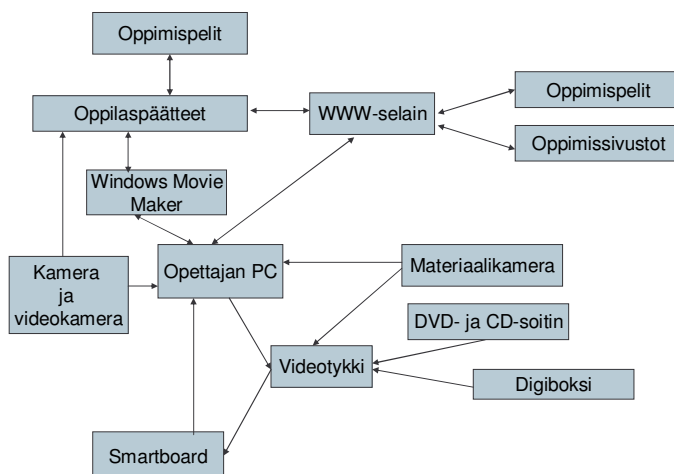 Oppimispelit
Oppilaspäätteet
WWW-selain
Oppimispelit
Oppimissivustot
Windows Movie
Maker
Opettajan PC
Materiaalikamera
Kamera
ja
videokamera
DVD- ja CD-soitin
Videotykki
Digiboksi
Smartboard